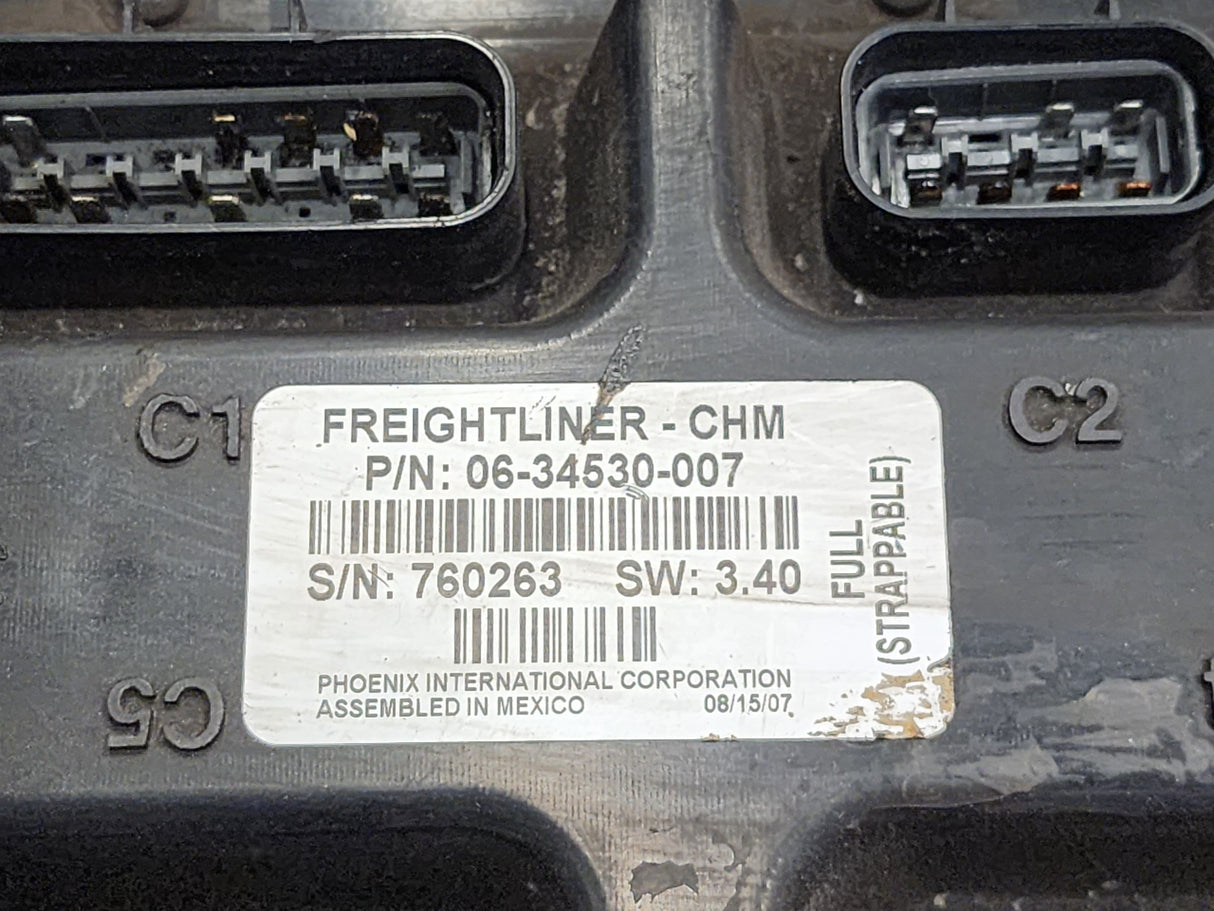 C1
C2
FREIGHTLINER - CHM
P/N: 06-34530-007
S/N: 760263 SW: 3.40
FULL
(STRAPPABLE)
PHOENIX INTERNATIONAL CORPORATION
ASSEMBLED IN MEXICO 08/15/07
C5